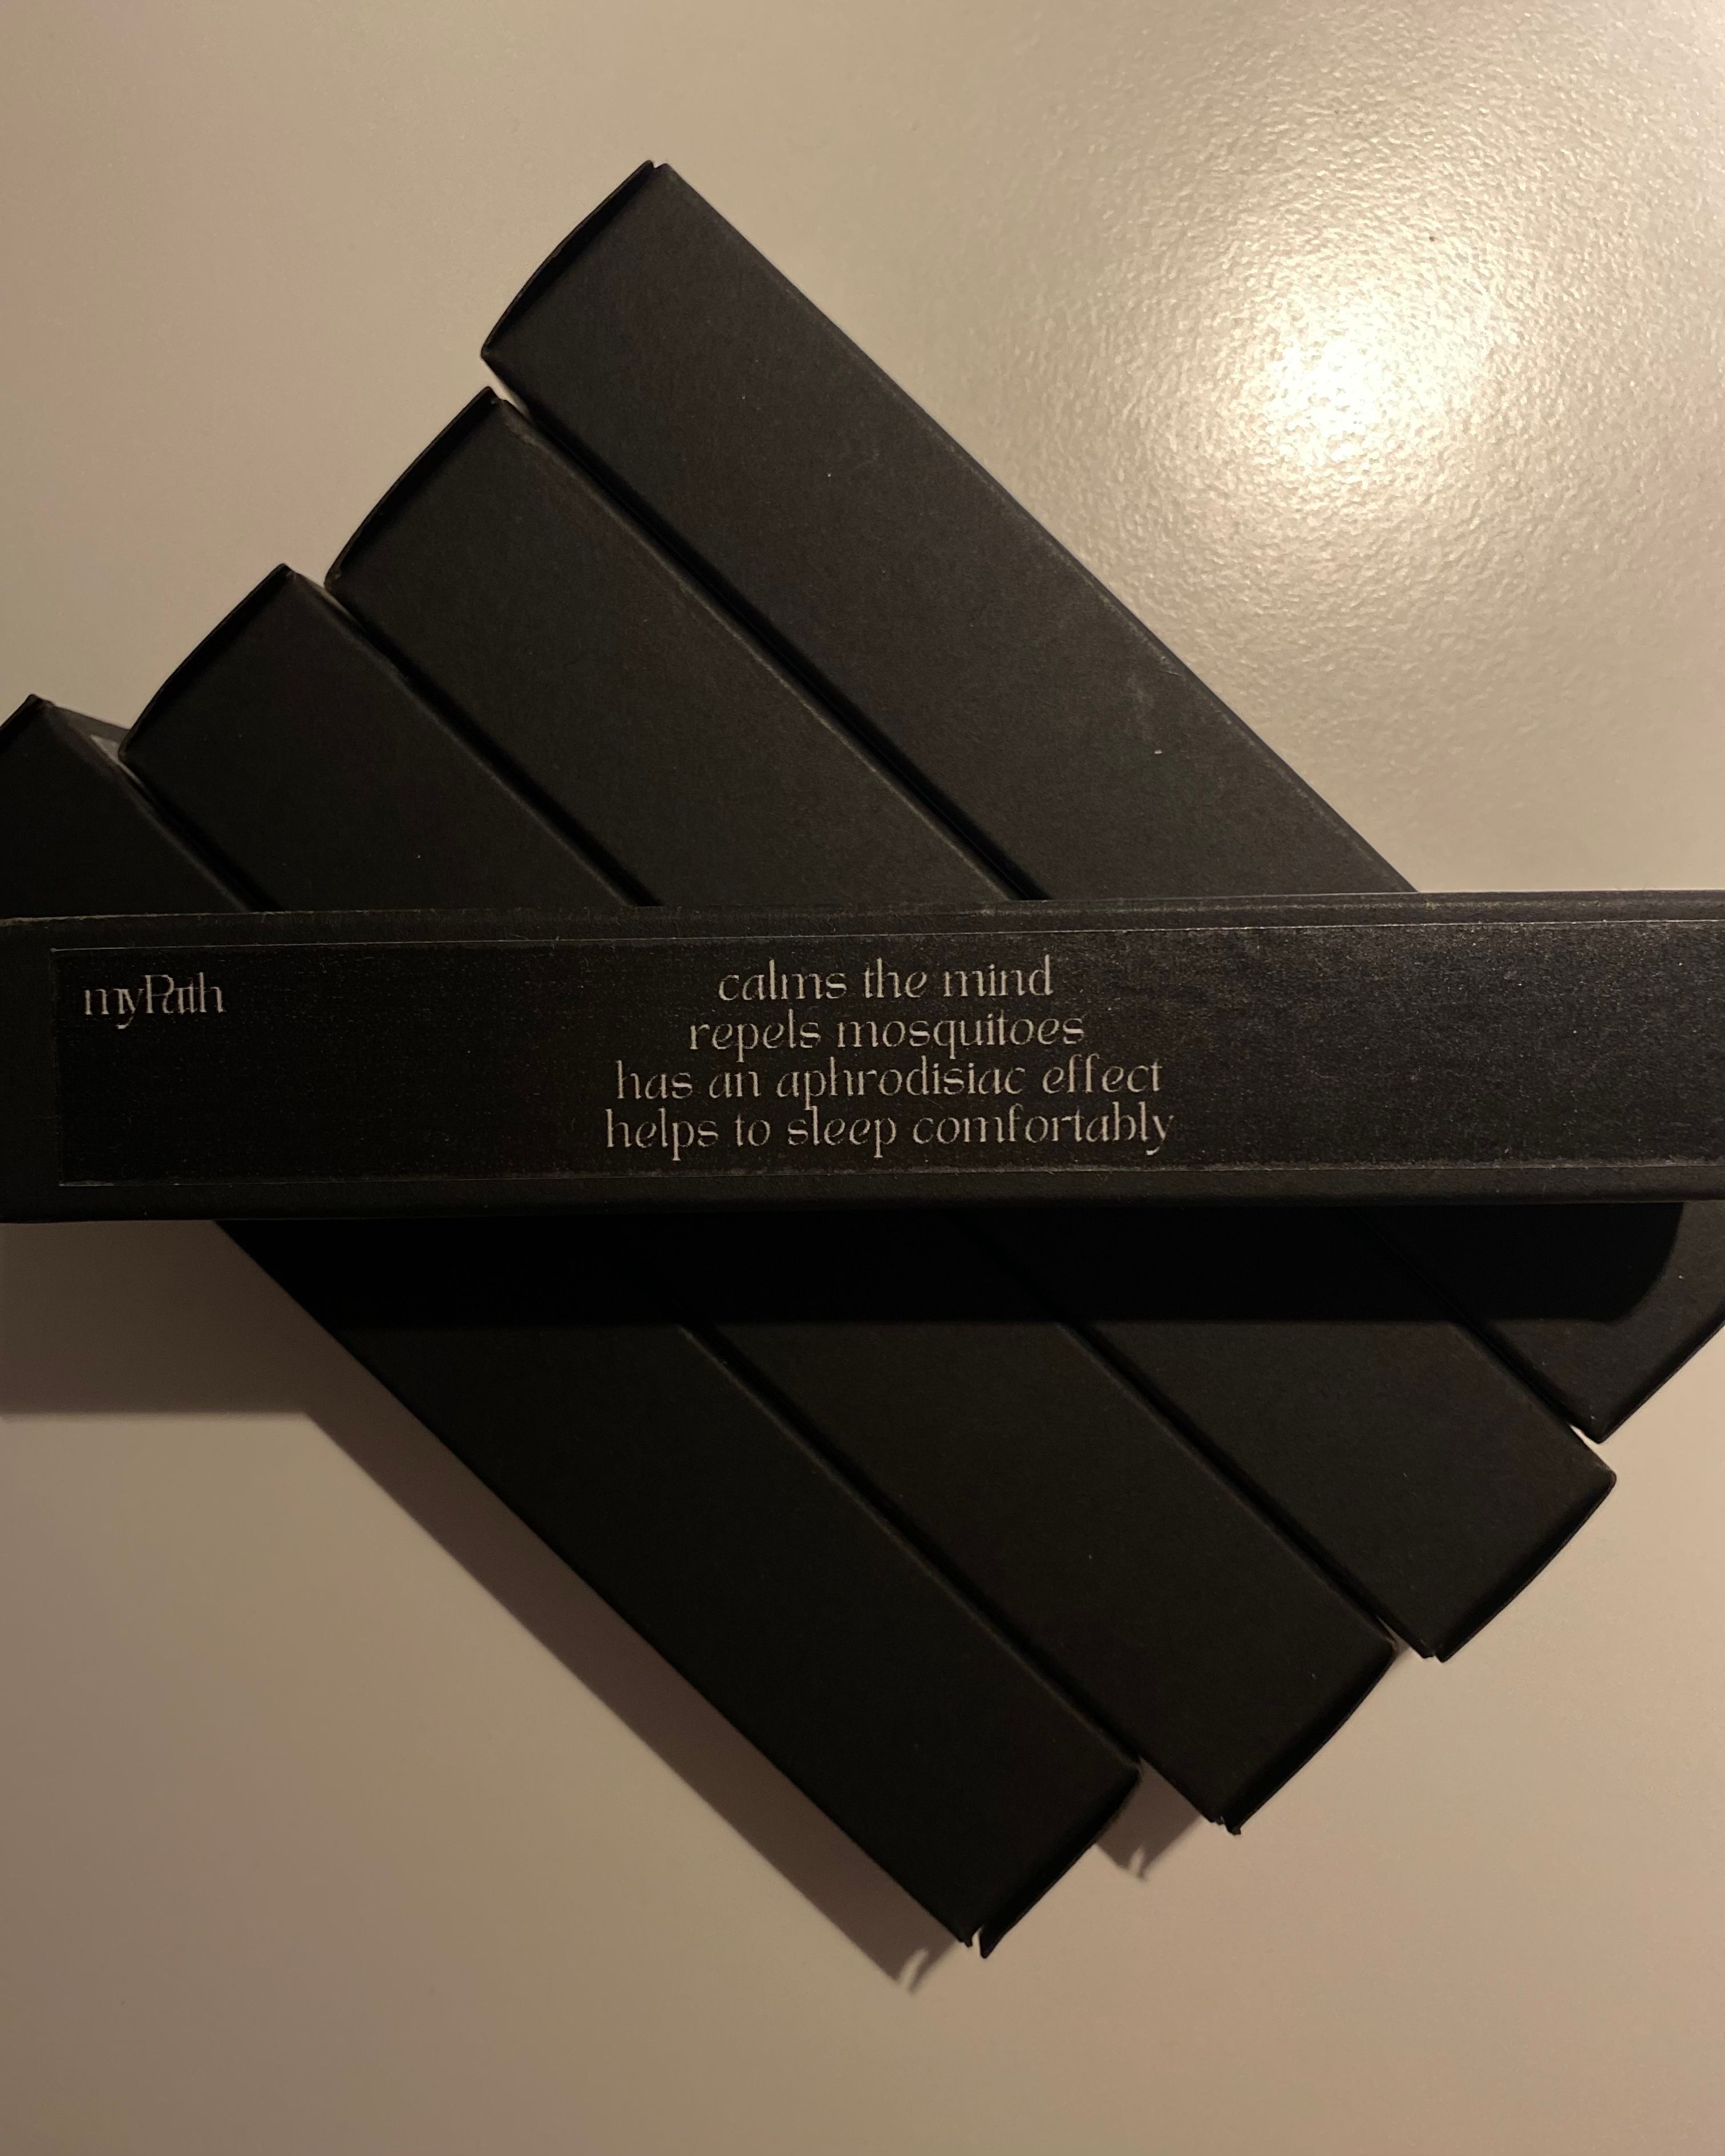 myPath
calms the mind
repels mosquitoes
has an aphrodisiac effect
helps to sleep comfortably